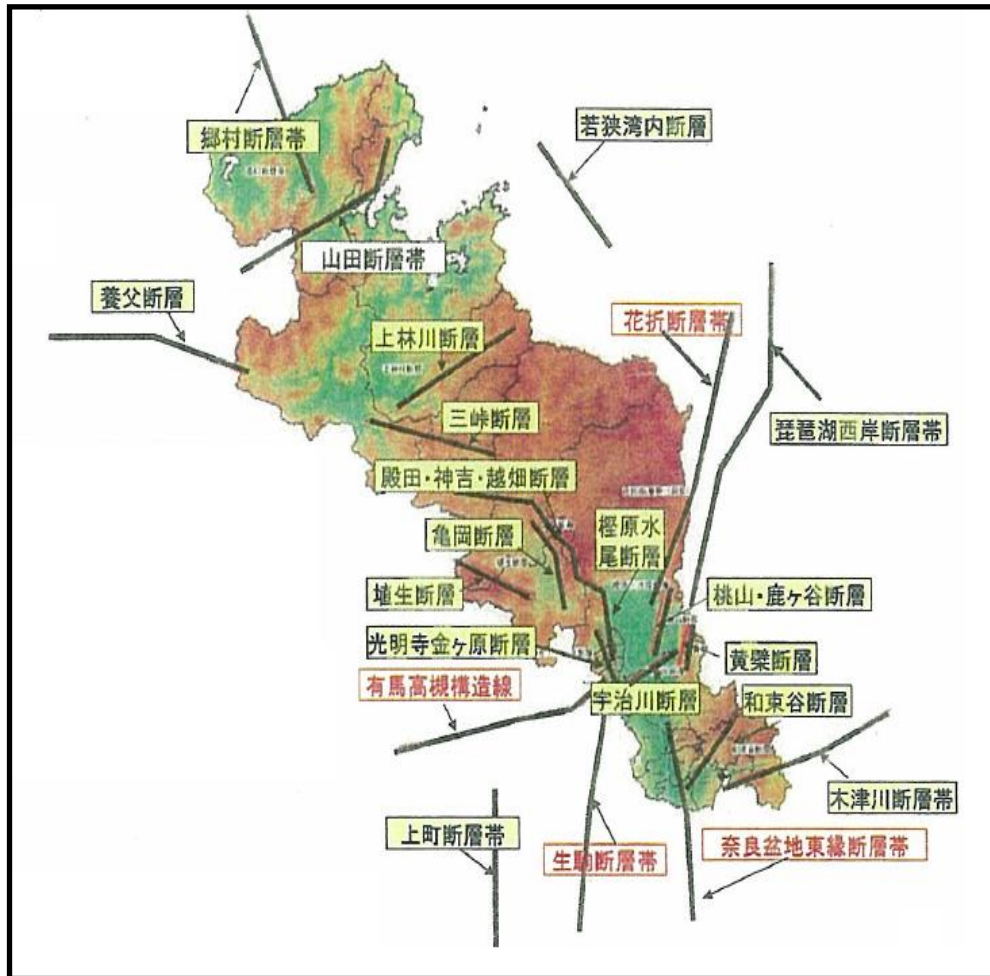 郷村断層帯
若狭湾内断層
山田断層帯
養父断層
花折断層帯
上林川断層
三峠断層
琵琶湖西岸断層帯
殿田・神吉・越畑断層
亀岡断層
樫原水
尾断層
埴生断層
桃山・鹿ヶ谷断層
光明寺金ヶ原断層
黄檗断層
有馬高槻構造線
宇治川断層
和束谷断層
木津川断層帯
上町断層帯
生駒断層帯
奈良盆地東縁断層帯